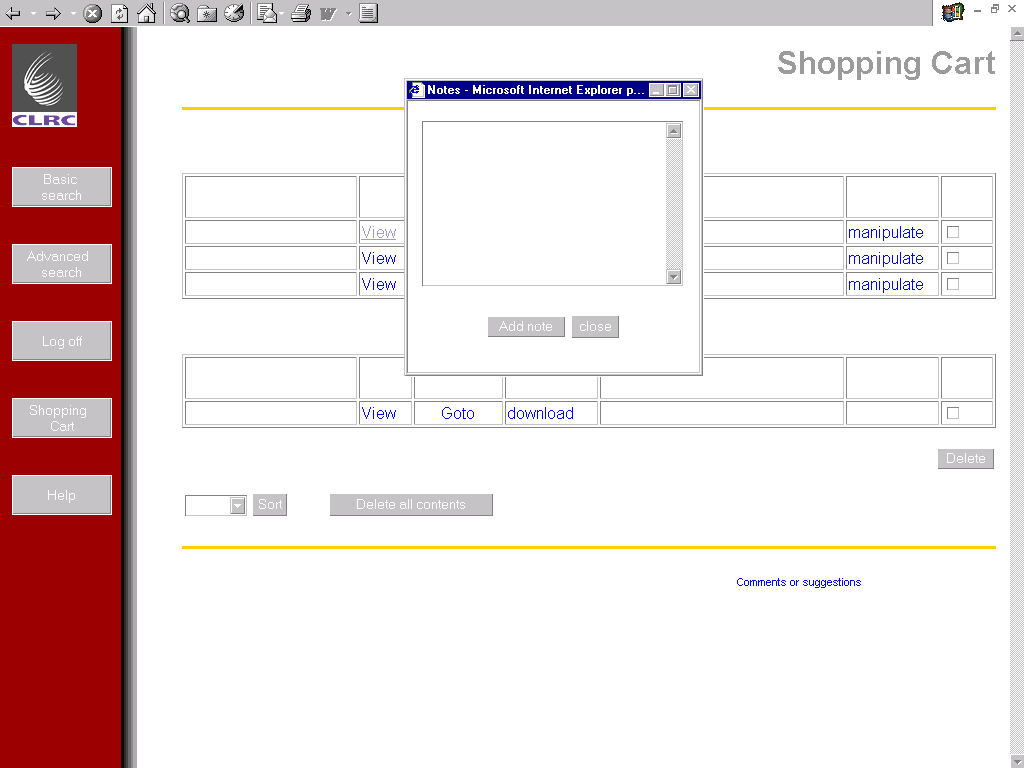 Shopping Cart
Notes - Microsoft Internet Explorer p...
CLRC
Basic
search
Advanced
search
Log off
Shopping
Cart
Help
View
manipulate
View
manipulate
View
manipulate
Add note
close
View
Goto
download
Delete
Sort
Delete all contents
Comments or suggestions